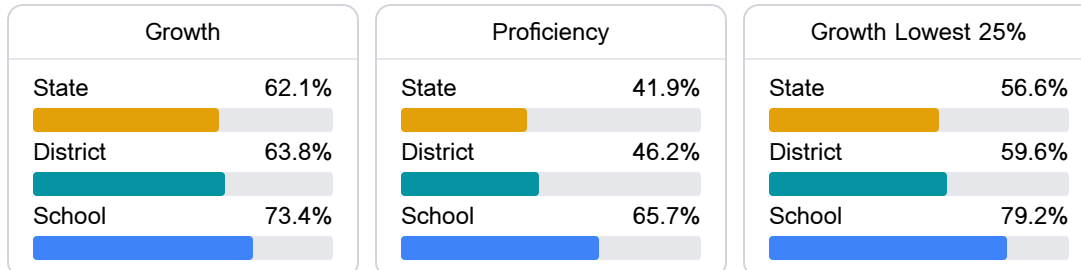 Growth
State 62.1%
District 63.8%
School 73.4%
Proficiency
State 41.9%
District 46.2%
School 65.7%
Growth Lowest 25%
State 56.6%
District 59.6%
School 79.2%